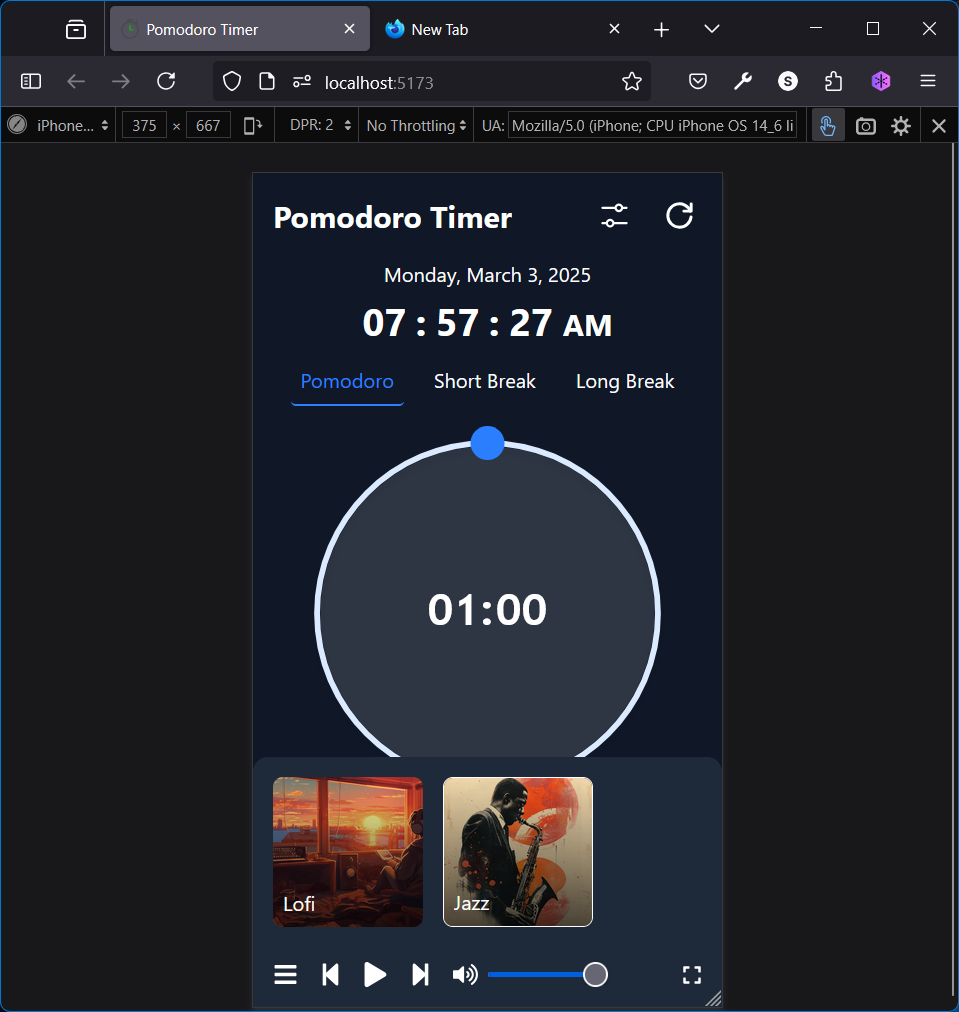 Pomodoro Timer
New Tab
localhost:5173
iPhone... 375 × 667 DPR: 2 No Throttling UA: Mozilla/5.0 (iPhone; CPU iPhone OS 14_6 li
Pomodoro Timer
Monday, March 3, 2025
07 : 57 : 27 AM
Pomodoro Short Break Long Break
01:00
Lofi Jazz